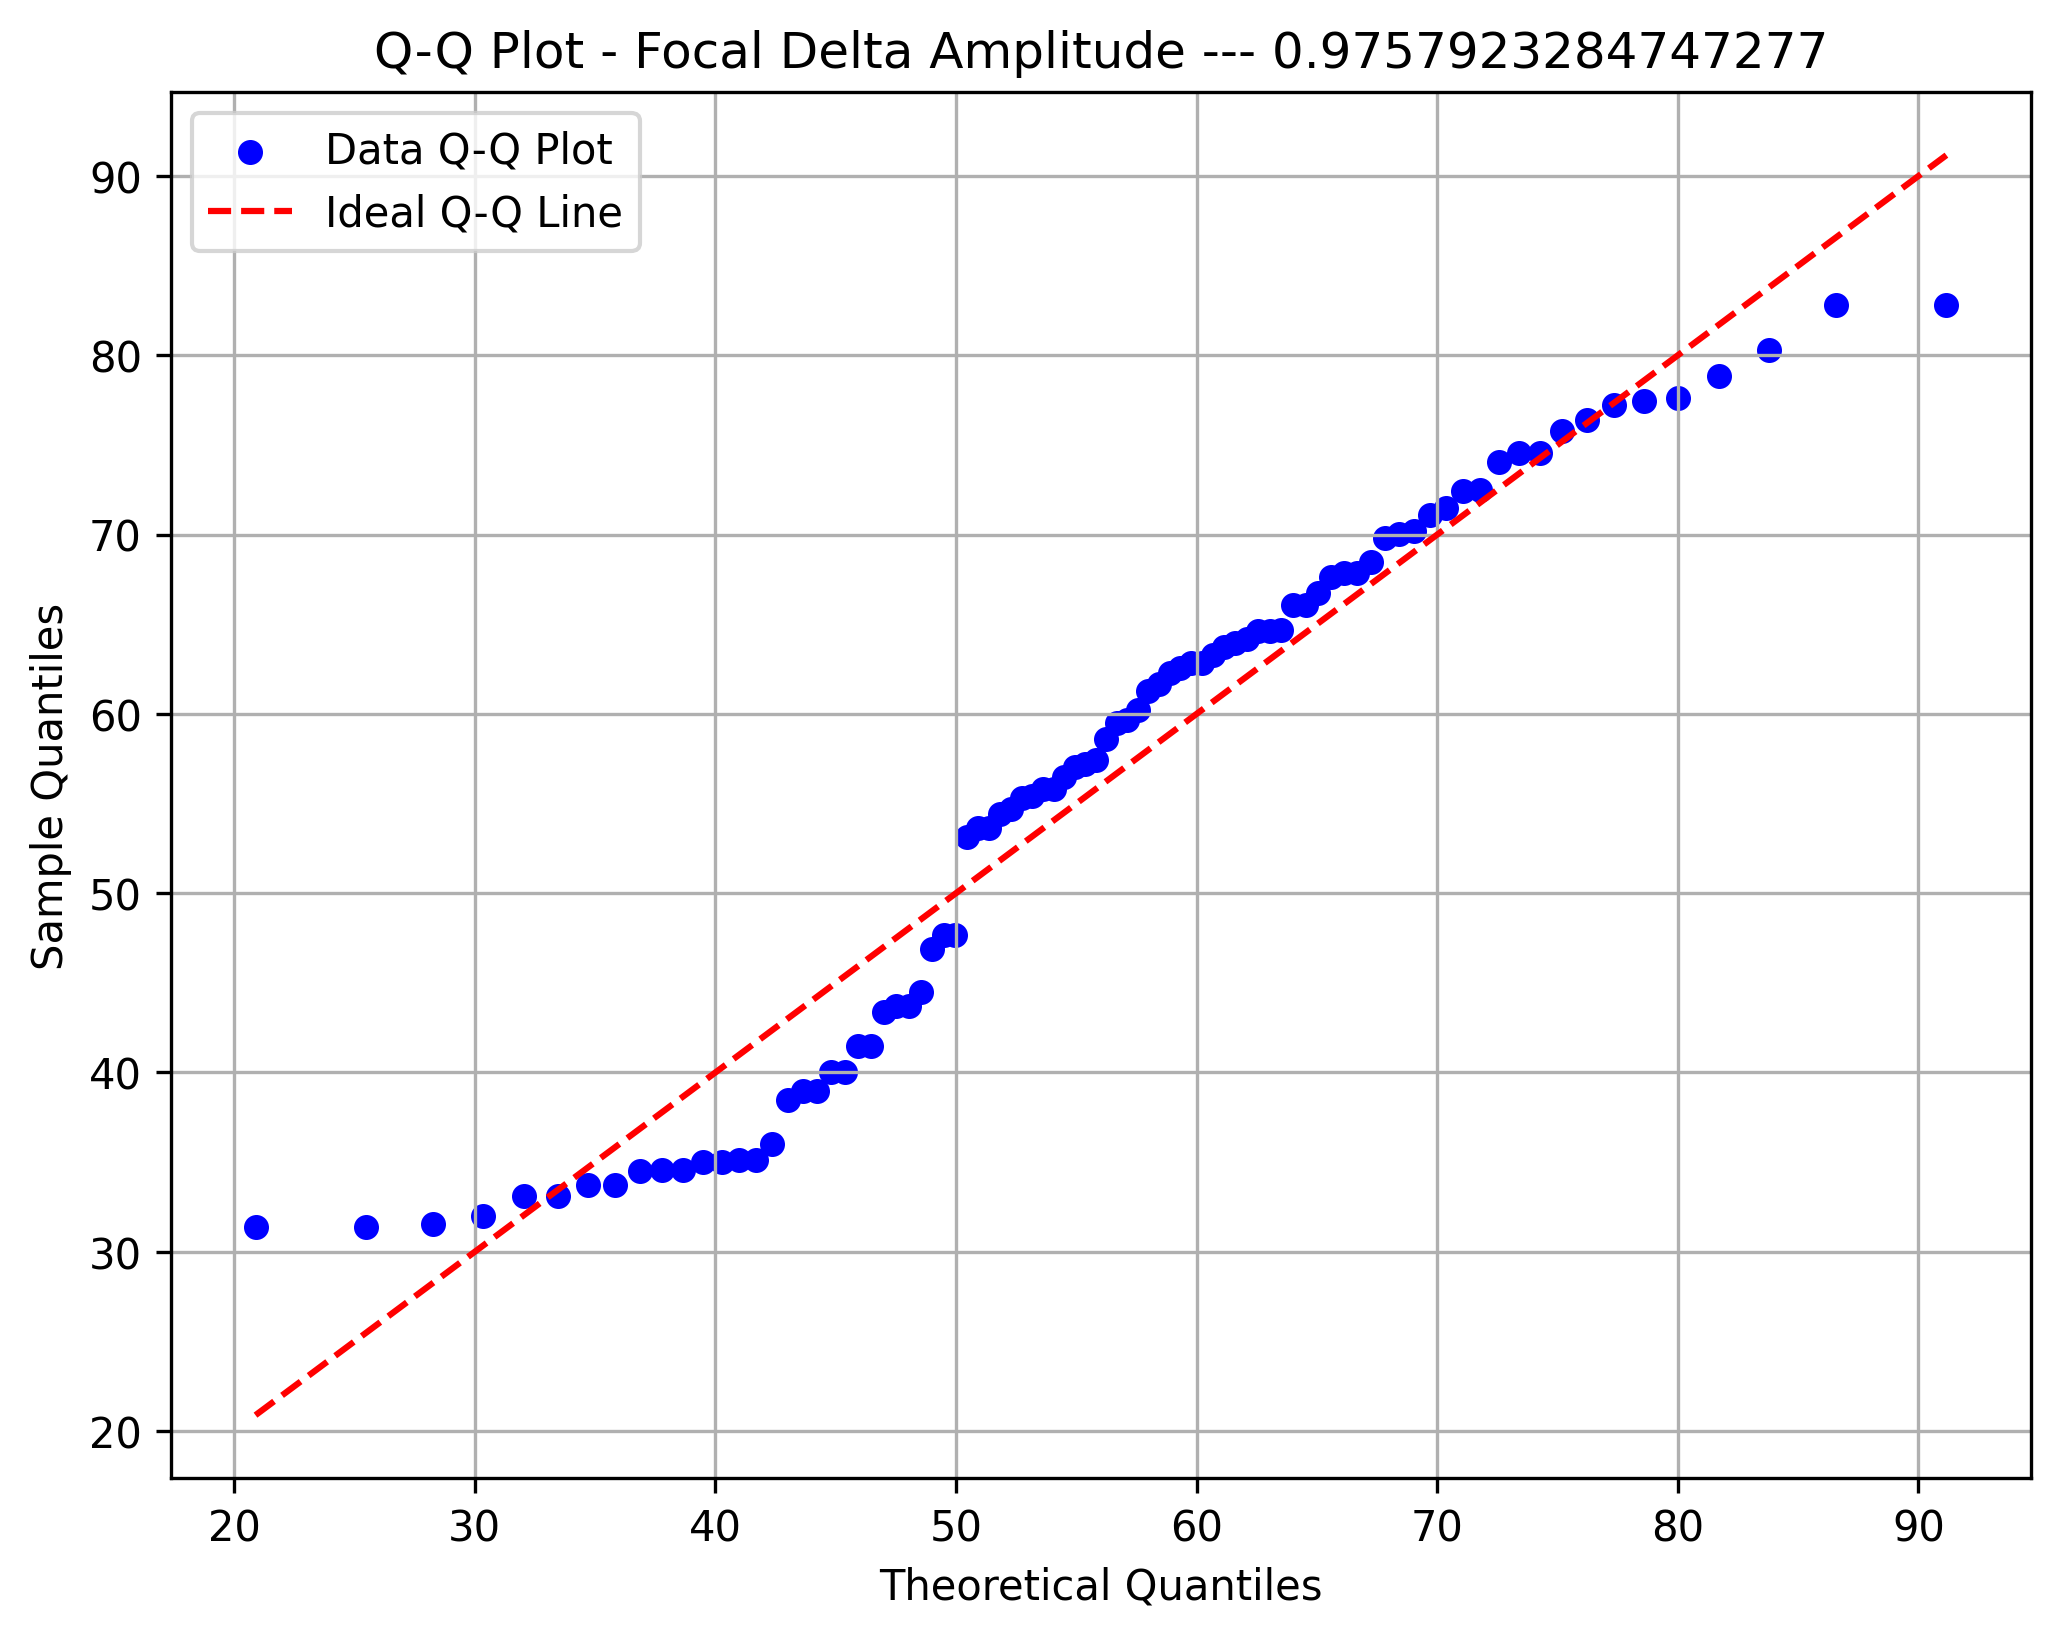 Q-Q Plot - Focal Delta Amplitude --- 0.9757923284747277
Data Q-Q Plot
Ideal Q-Q Line
90
80
70
60
50
40
30
20
Sample Quantiles
20 30 40 50 60 70 80 90
Theoretical Quantiles